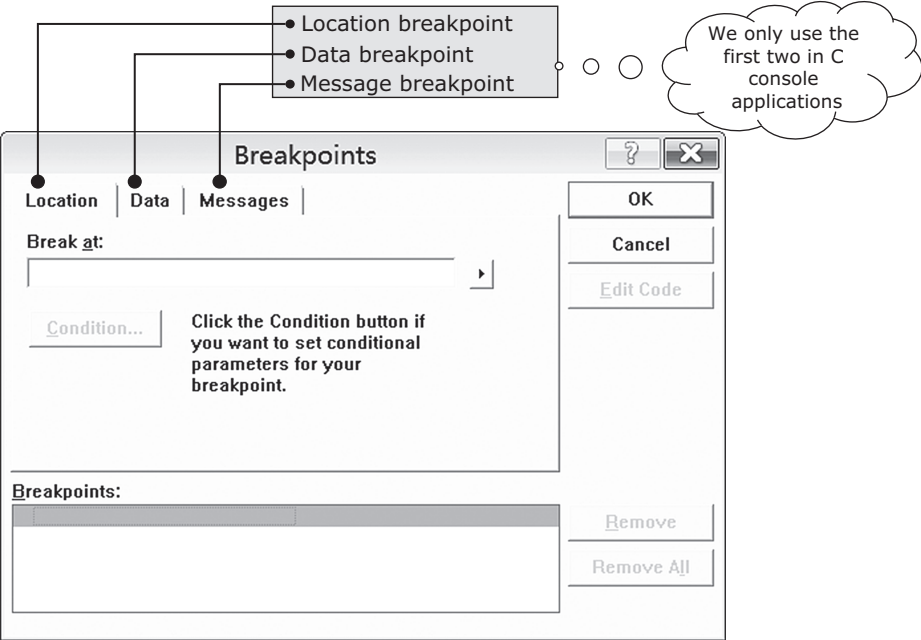 Location breakpoint
Data breakpoint
Message breakpoint
We only use the
first two in C
console
applications
Breakpoints
?
Location
Data
Messages
OK
Break at:
Cancel
Edit Code
Condition...
Click the Condition button if
you want to set conditional
parameters for your
breakpoint.
Breakpoints:
Remove
Remove All